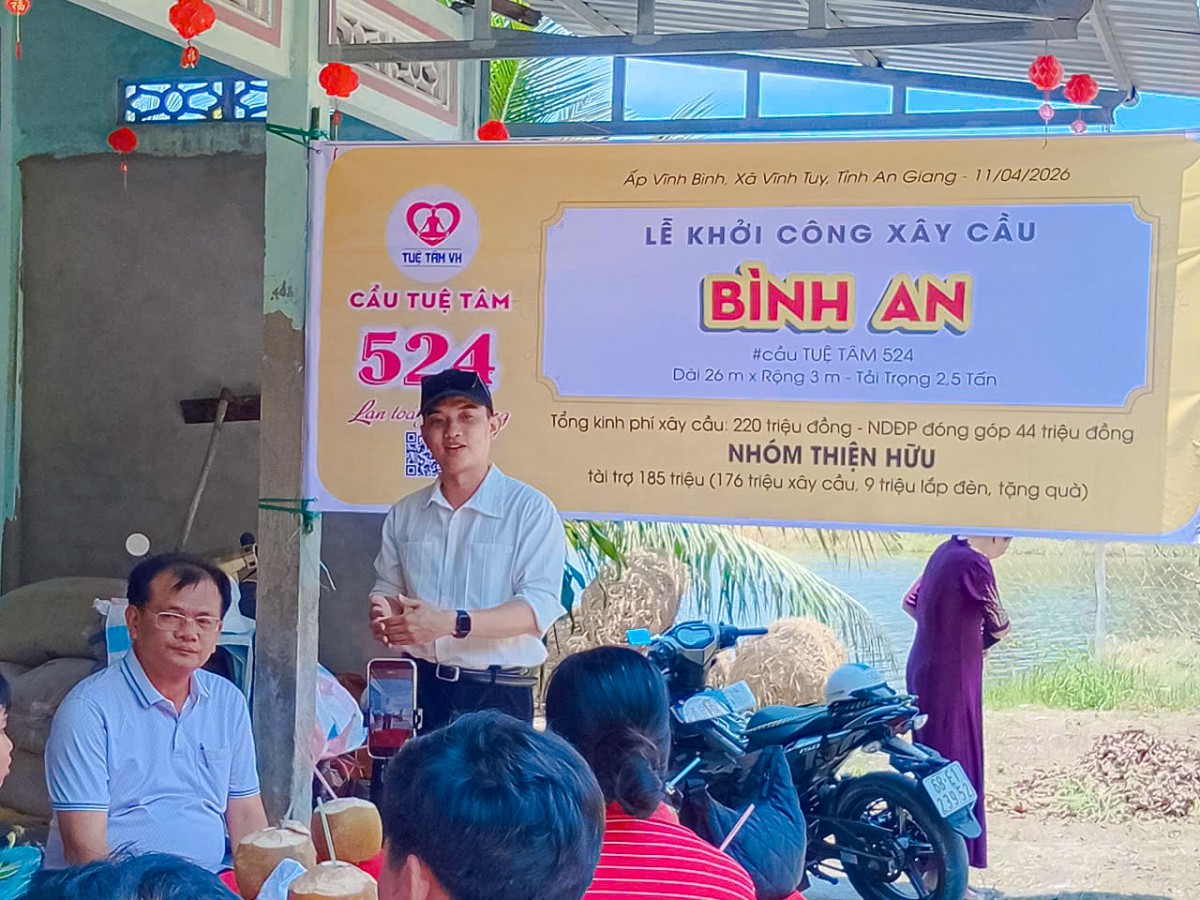 Ấp Vĩnh Bình, Xã Vĩnh Tuy, Tỉnh An Giang - 11/04/2026
TUỆ TÂM VH
CẦU TUỆ TÂM
524
Lan
LỄ KHỞI CÔNG XÂY CẦU
BÌNH AN
#cầu TUỆ TÂM 524
Dài 26 m x Rộng 3 m - Tải Trọng 2,5 Tấn
Tổng kinh phí xây cầu: 220 triệu đồng - NDĐP đóng góp 44 triệu đồng
NHÓM THIỆN HỮU
tài trợ 185 triệu (176 triệu xây cầu, 9 triệu lắp đèn, tặng quà)
68-E1
239.52